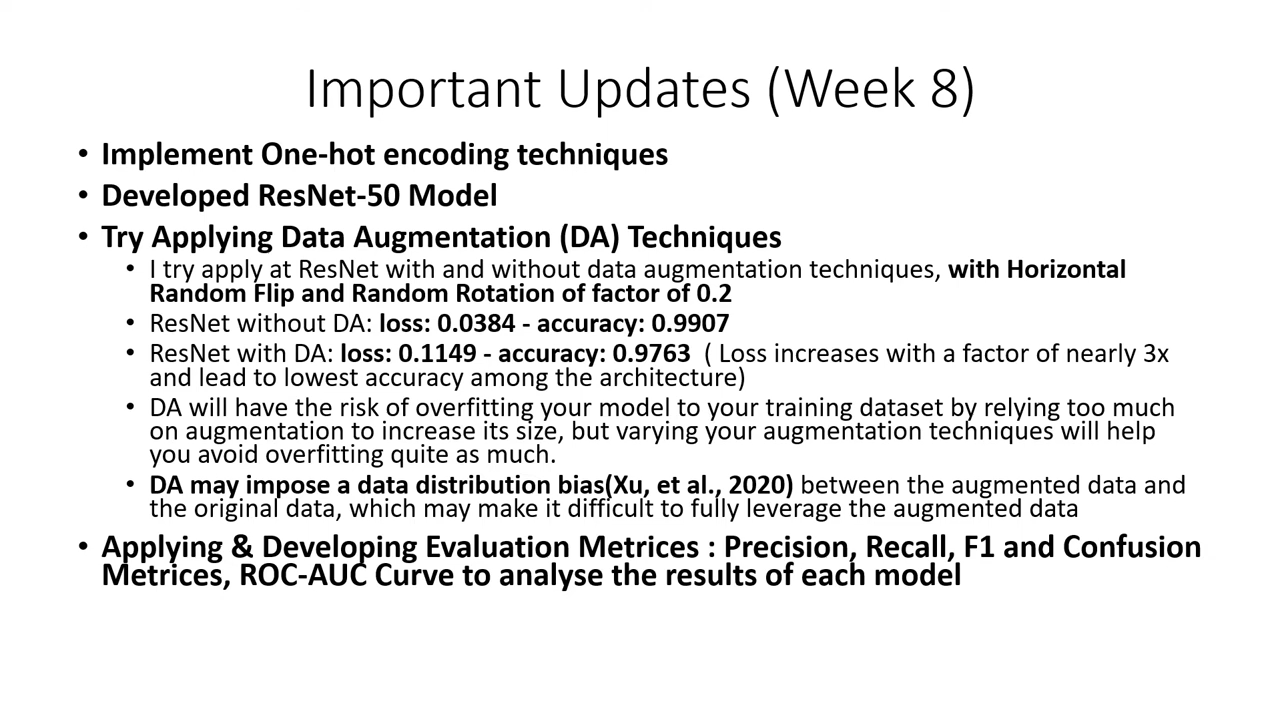 Important Updates (Week 8)
• Implement One-hot encoding techniques
• Developed ResNet-50 Model
• Try Applying Data Augmentation (DA) Techniques
• I try apply at ResNet with and without data augmentation techniques, with Horizontal
Random Flip and Random Rotation of factor of 0.2
• ResNet without DA: loss: 0.0384 - accuracy: 0.9907
• ResNet with DA: loss: 0.1149 - accuracy: 0.9763 ( Loss increases with a factor of nearly 3x
and lead to lowest accuracy among the architecture)
• DA will have the risk of overfitting your model to your training dataset by relying too much
on augmentation to increase its size, but varying your augmentation techniques will help
you avoid overfitting quite as much.
• DA may impose a data distribution bias(Xu, et al., 2020) between the augmented data and
the original data, which may make it difficult to fully leverage the augmented data
• Applying & Developing Evaluation Metrices : Precision, Recall, F1 and Confusion
Metrices, ROC-AUC Curve to analyse the results of each model